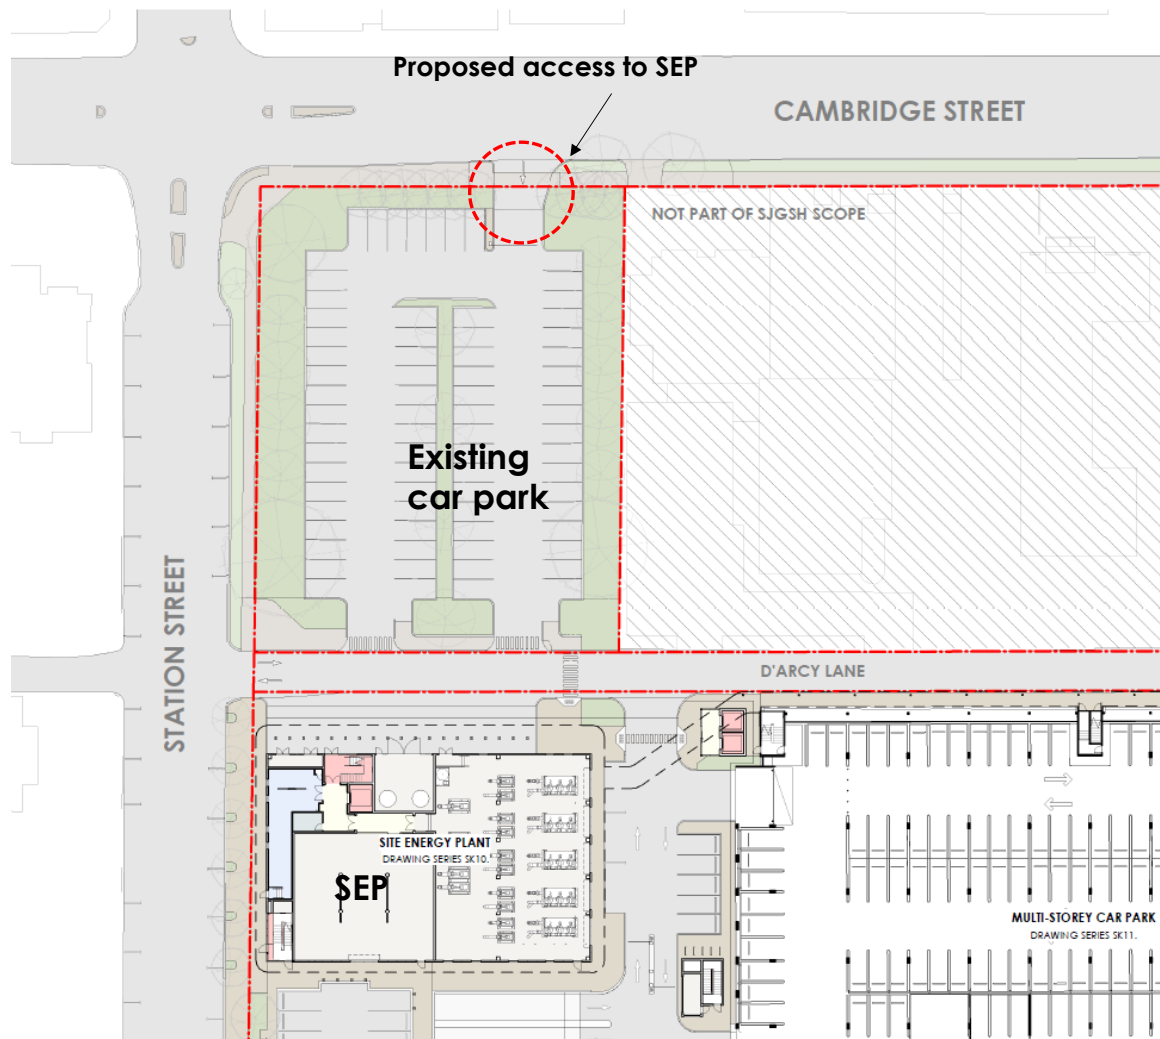 Proposed access to SEP
CAMBRIDGE STREET
NOT PART OF SJGSH SCOPE
Existing
car park
STATION STREET
D'ARCY LANE
SITE ENERGY PLANT
DRAWING SERIES SK10.
SEP
MULTI-STOREY CAR PARK
DRAWING SERIES SK11.